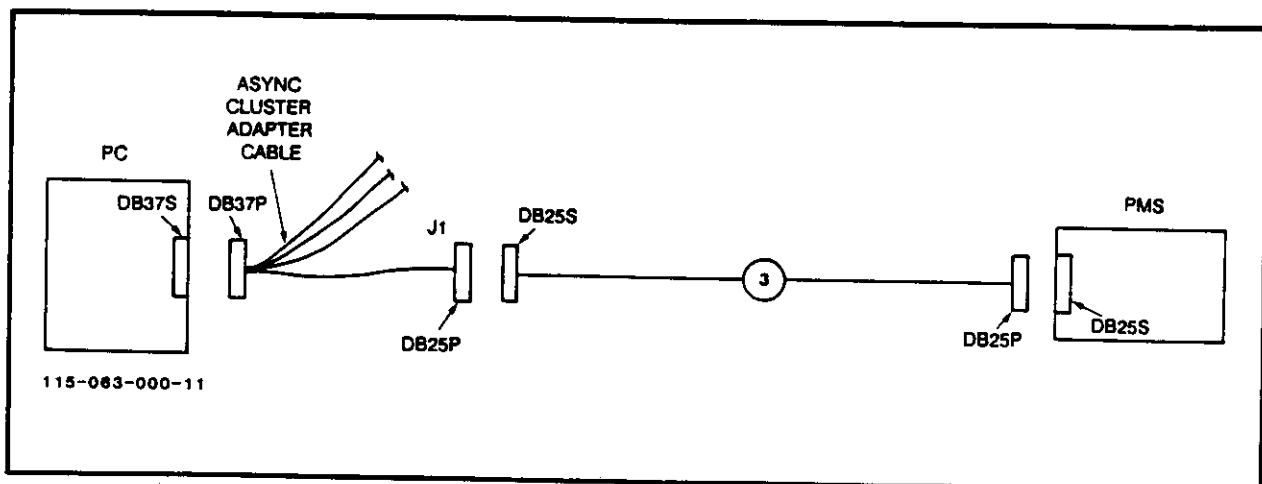 ASYNC
CLUSTER
ADAPTER
CABLE
PC
DB37S
DB37P
J1
DB25S
PMS
3
DB25P
DB25P
DB25S
115-063-000-11